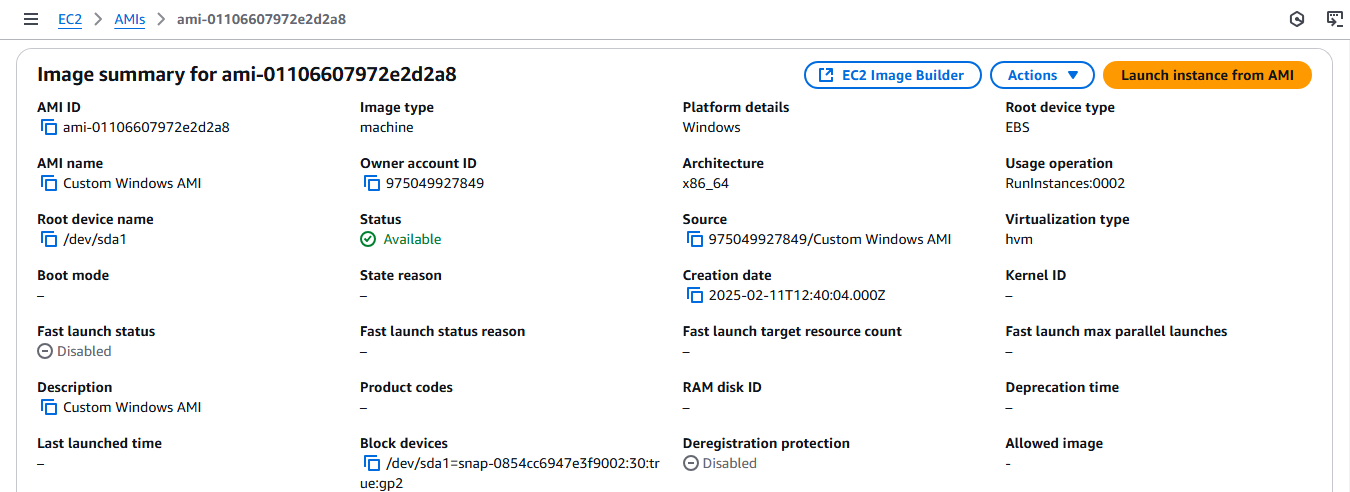 EC2 AMIs ami-01106607972e2d2a8
Image summary for ami-01106607972e2d2a8 EC2 Image Builder Actions Launch instance from AMI
AMI ID Image type Platform details Root device type
ami-01106607972e2d2a8 machine Windows EBS
AMI name Owner account ID Architecture Usage operation
Custom Windows AMI 975049927849 x86_64 RunInstances:0002
Root device name Status Source Virtualization type
/dev/sda1 Available 975049927849/Custom Windows AMI hvm
Boot mode State reason Creation date Kernel ID
– – 2025-02-11T12:40:04.000Z –
Fast launch status Fast launch status reason Fast launch target resource count Fast launch max parallel launches
Disabled – – –
Description Product codes RAM disk ID Deprecation time
Custom Windows AMI – – –
Last launched time Block devices Deregistration protection Allowed image
– /dev/sda1=snap-0854cc6947e3f9002:30:tr Disabled -
ue:gp2